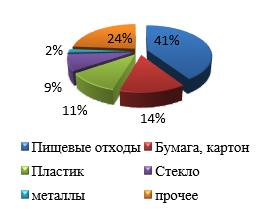 24%
41%
2%
9%
11%
14%
Пищевые отходы
Бумага, картон
Пластик
Стекло
металлы
прочее